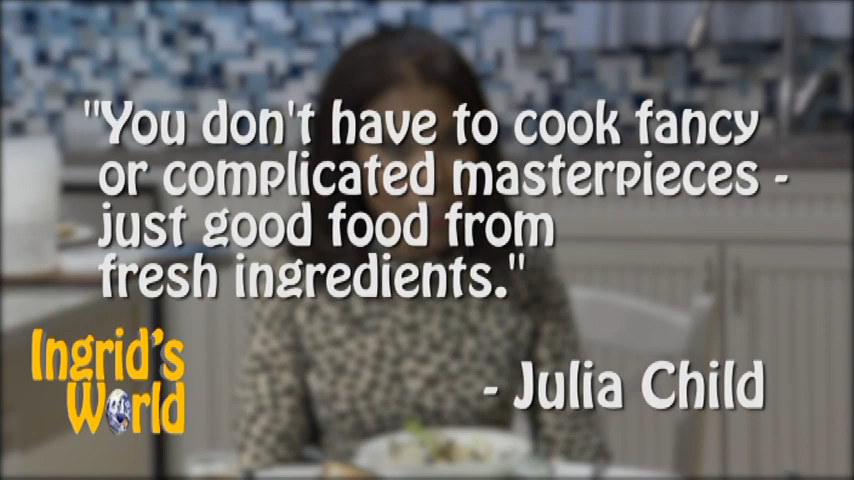 "You don't have to cook fancy
or complicated masterpieces -
just good food from
fresh ingredients."
Ingrid's
World
- Julia Child